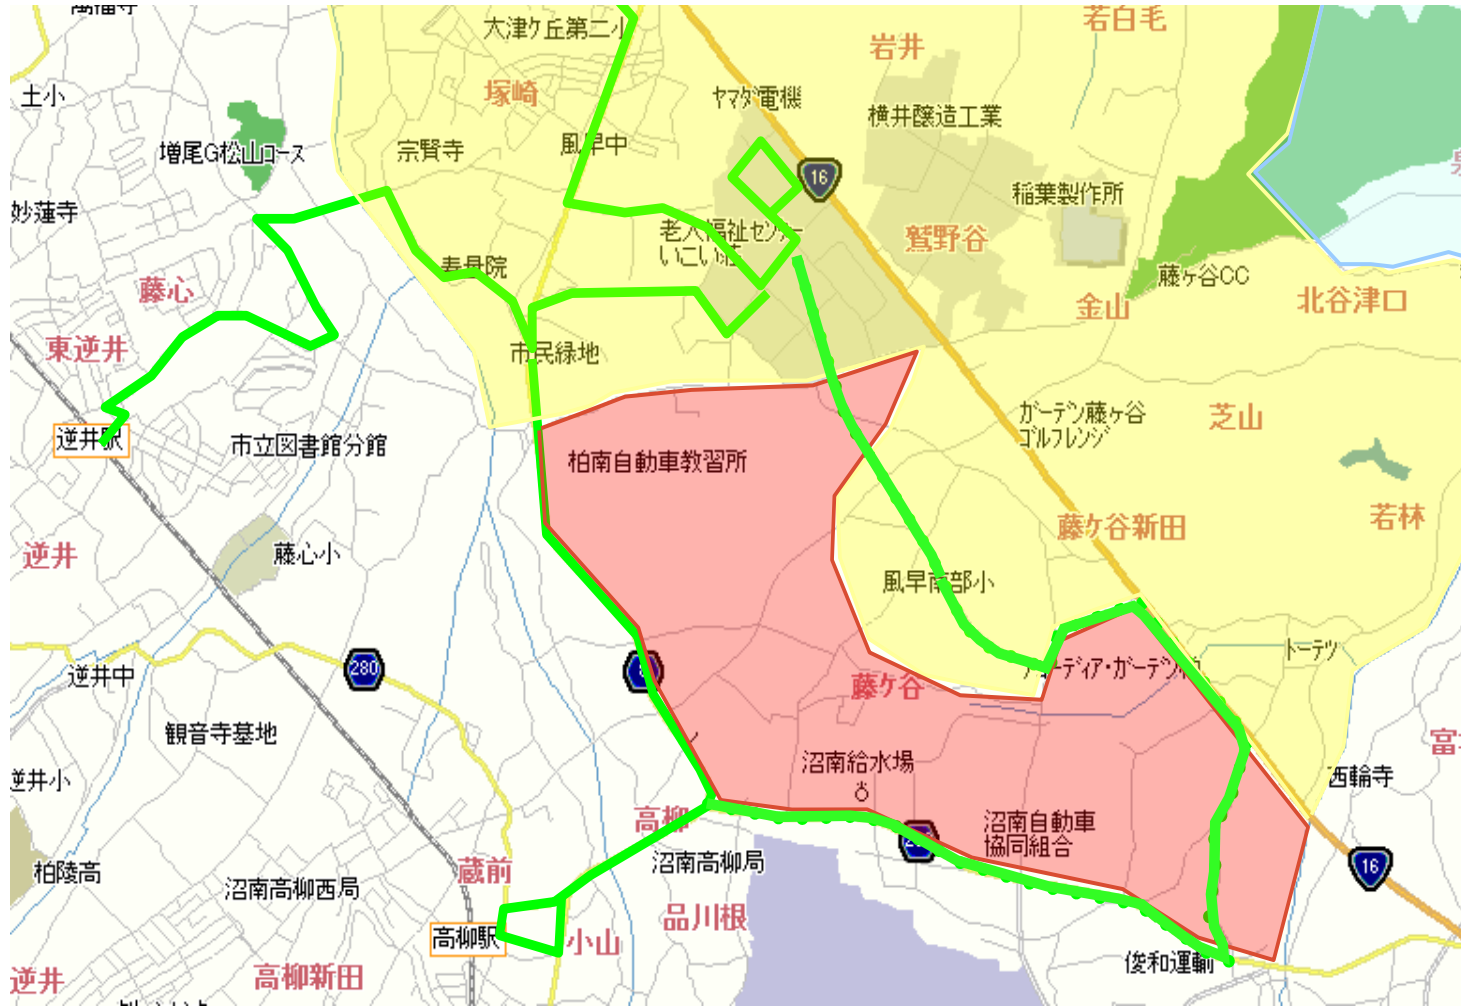 大津ケ丘第二小
若白毛
岩井
塚崎
土小
ヤマダ電機
横井醸造工業
風早中
宗賢寺
増尾G松山コース
16
稲葉製作所
妙蓮寺
老人福祉センター
いこい荘
鷲野谷
寿量院
藤ヶ谷CC
藤心
金山
北谷津口
東逆井
市民緑地
ガーデン藤ヶ谷
ゴルフレンジ
芝山
逆井駅
市立図書館分館
柏南自動車教習所
若林
藤ケ谷新田
逆井
藤心小
風早南部小
トーテツ
280
逆井中
藤ケ谷
観音寺墓地
沼南給水場
西輪寺
逆井小
高柳
沼南自動車
協同組合
沼南高柳局
16
柏陵高
蔵前
沼南高柳西局
品川根
高柳駅
小山
俊和運輸
逆井
高柳新田